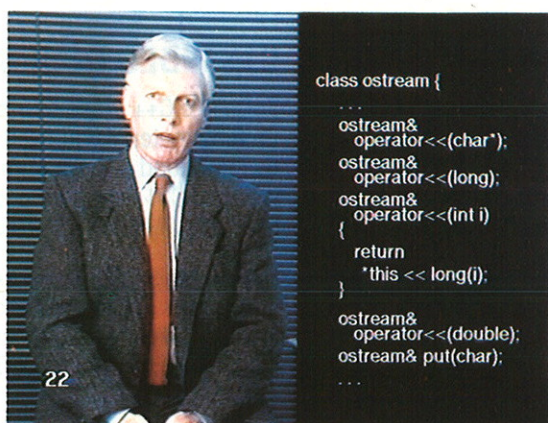 class ostream {
. . .
ostream&
operator<<(char*);
ostream&
operator<<(long);
ostream&
operator<<(int i)
{
return
*this << long(i);
}
ostream&
operator<<(double);
ostream& put(char);
. . .
22